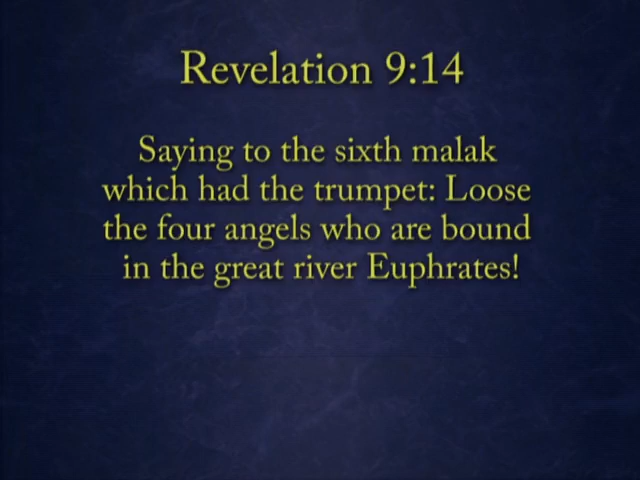 Revelation 9:14
Saying to the sixth malak
which had the trumpet: Loose
the four angels who are bound
in the great river Euphrates!